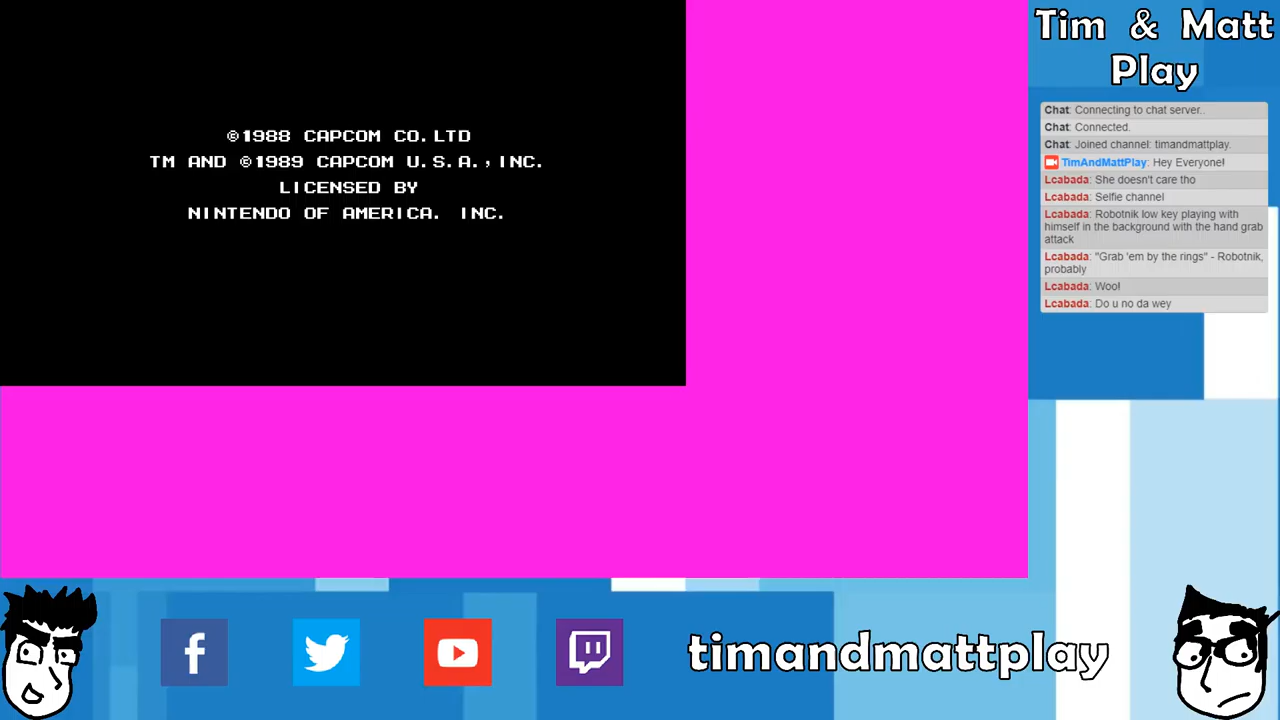 ©1988 CAPCOM CO.LTD
TM AND ©1989 CAPCOM U.S.A.,INC.
LICENSED BY
NINTENDO OF AMERICA. INC.
Tim & Matt
Play
Chat: Connecting to chat server..
Chat: Connected.
Chat: Joined channel: timandmattplay.
TimAndMattPlay: Hey Everyone!
Lcabada: She doesn't care tho
Lcabada: Selfie channel
Lcabada: Robotnik low key playing with
himself in the background with the hand grab
attack
Lcabada: "Grab 'em by the rings" - Robotnik,
probably
Lcabada: Woo!
Lcabada: Do u no da wey
timandmattplay